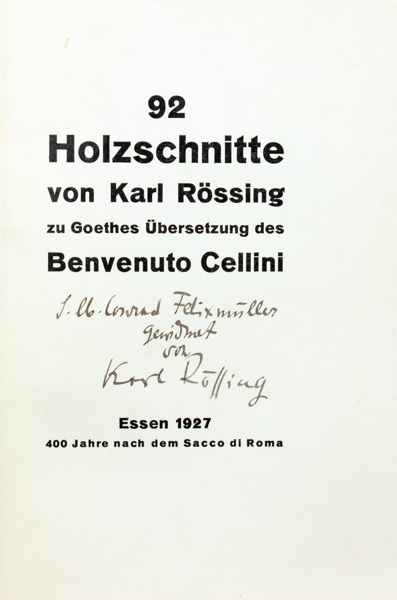 92
Holzschnitte
von Karl Rössing
zu Goethes Übersetzung des
Benvenuto Cellini
S. lb. Conrad Felixmüller
gewidmet
von
Karl Rössing
Essen 1927
400 Jahre nach dem Sacco di Roma